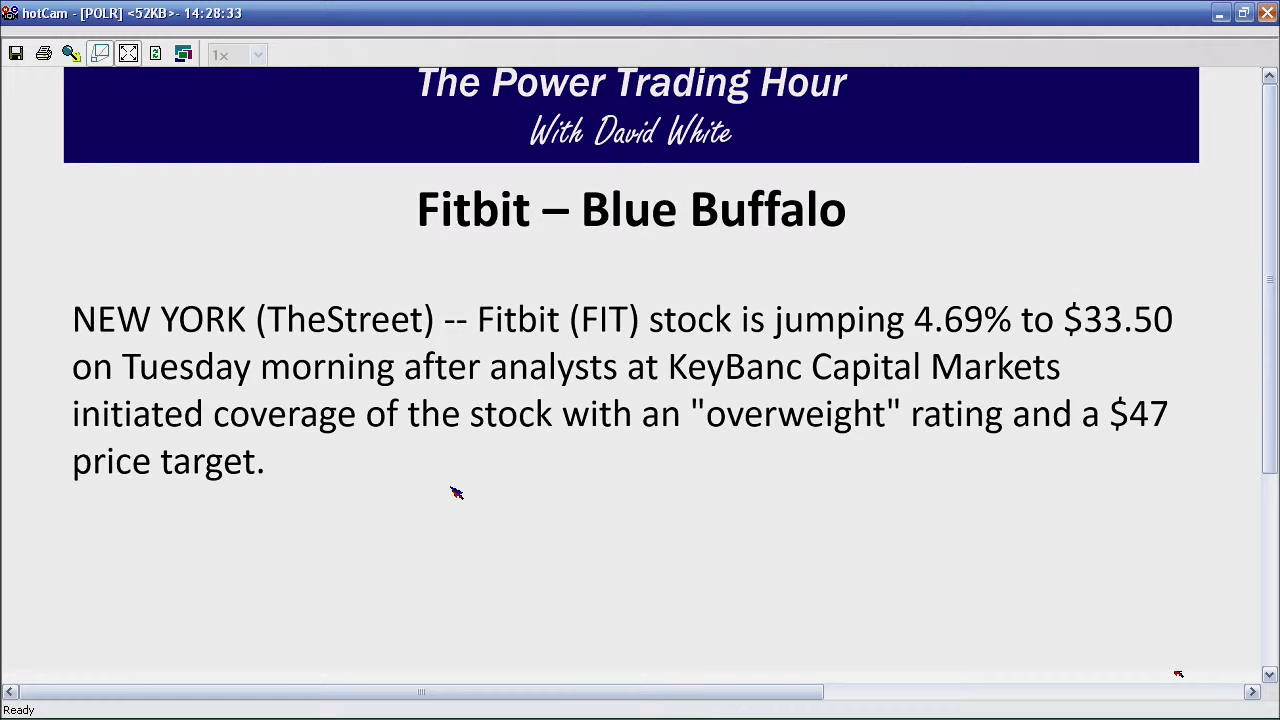 hotCam - [POLR] <52KB>- 14:28:33
1x
The Power Trading Hour
With David White
Fitbit – Blue Buffalo
NEW YORK (TheStreet) -- Fitbit (FIT) stock is jumping 4.69% to $33.50
on Tuesday morning after analysts at KeyBanc Capital Markets
initiated coverage of the stock with an "overweight" rating and a $47
price target.
Ready